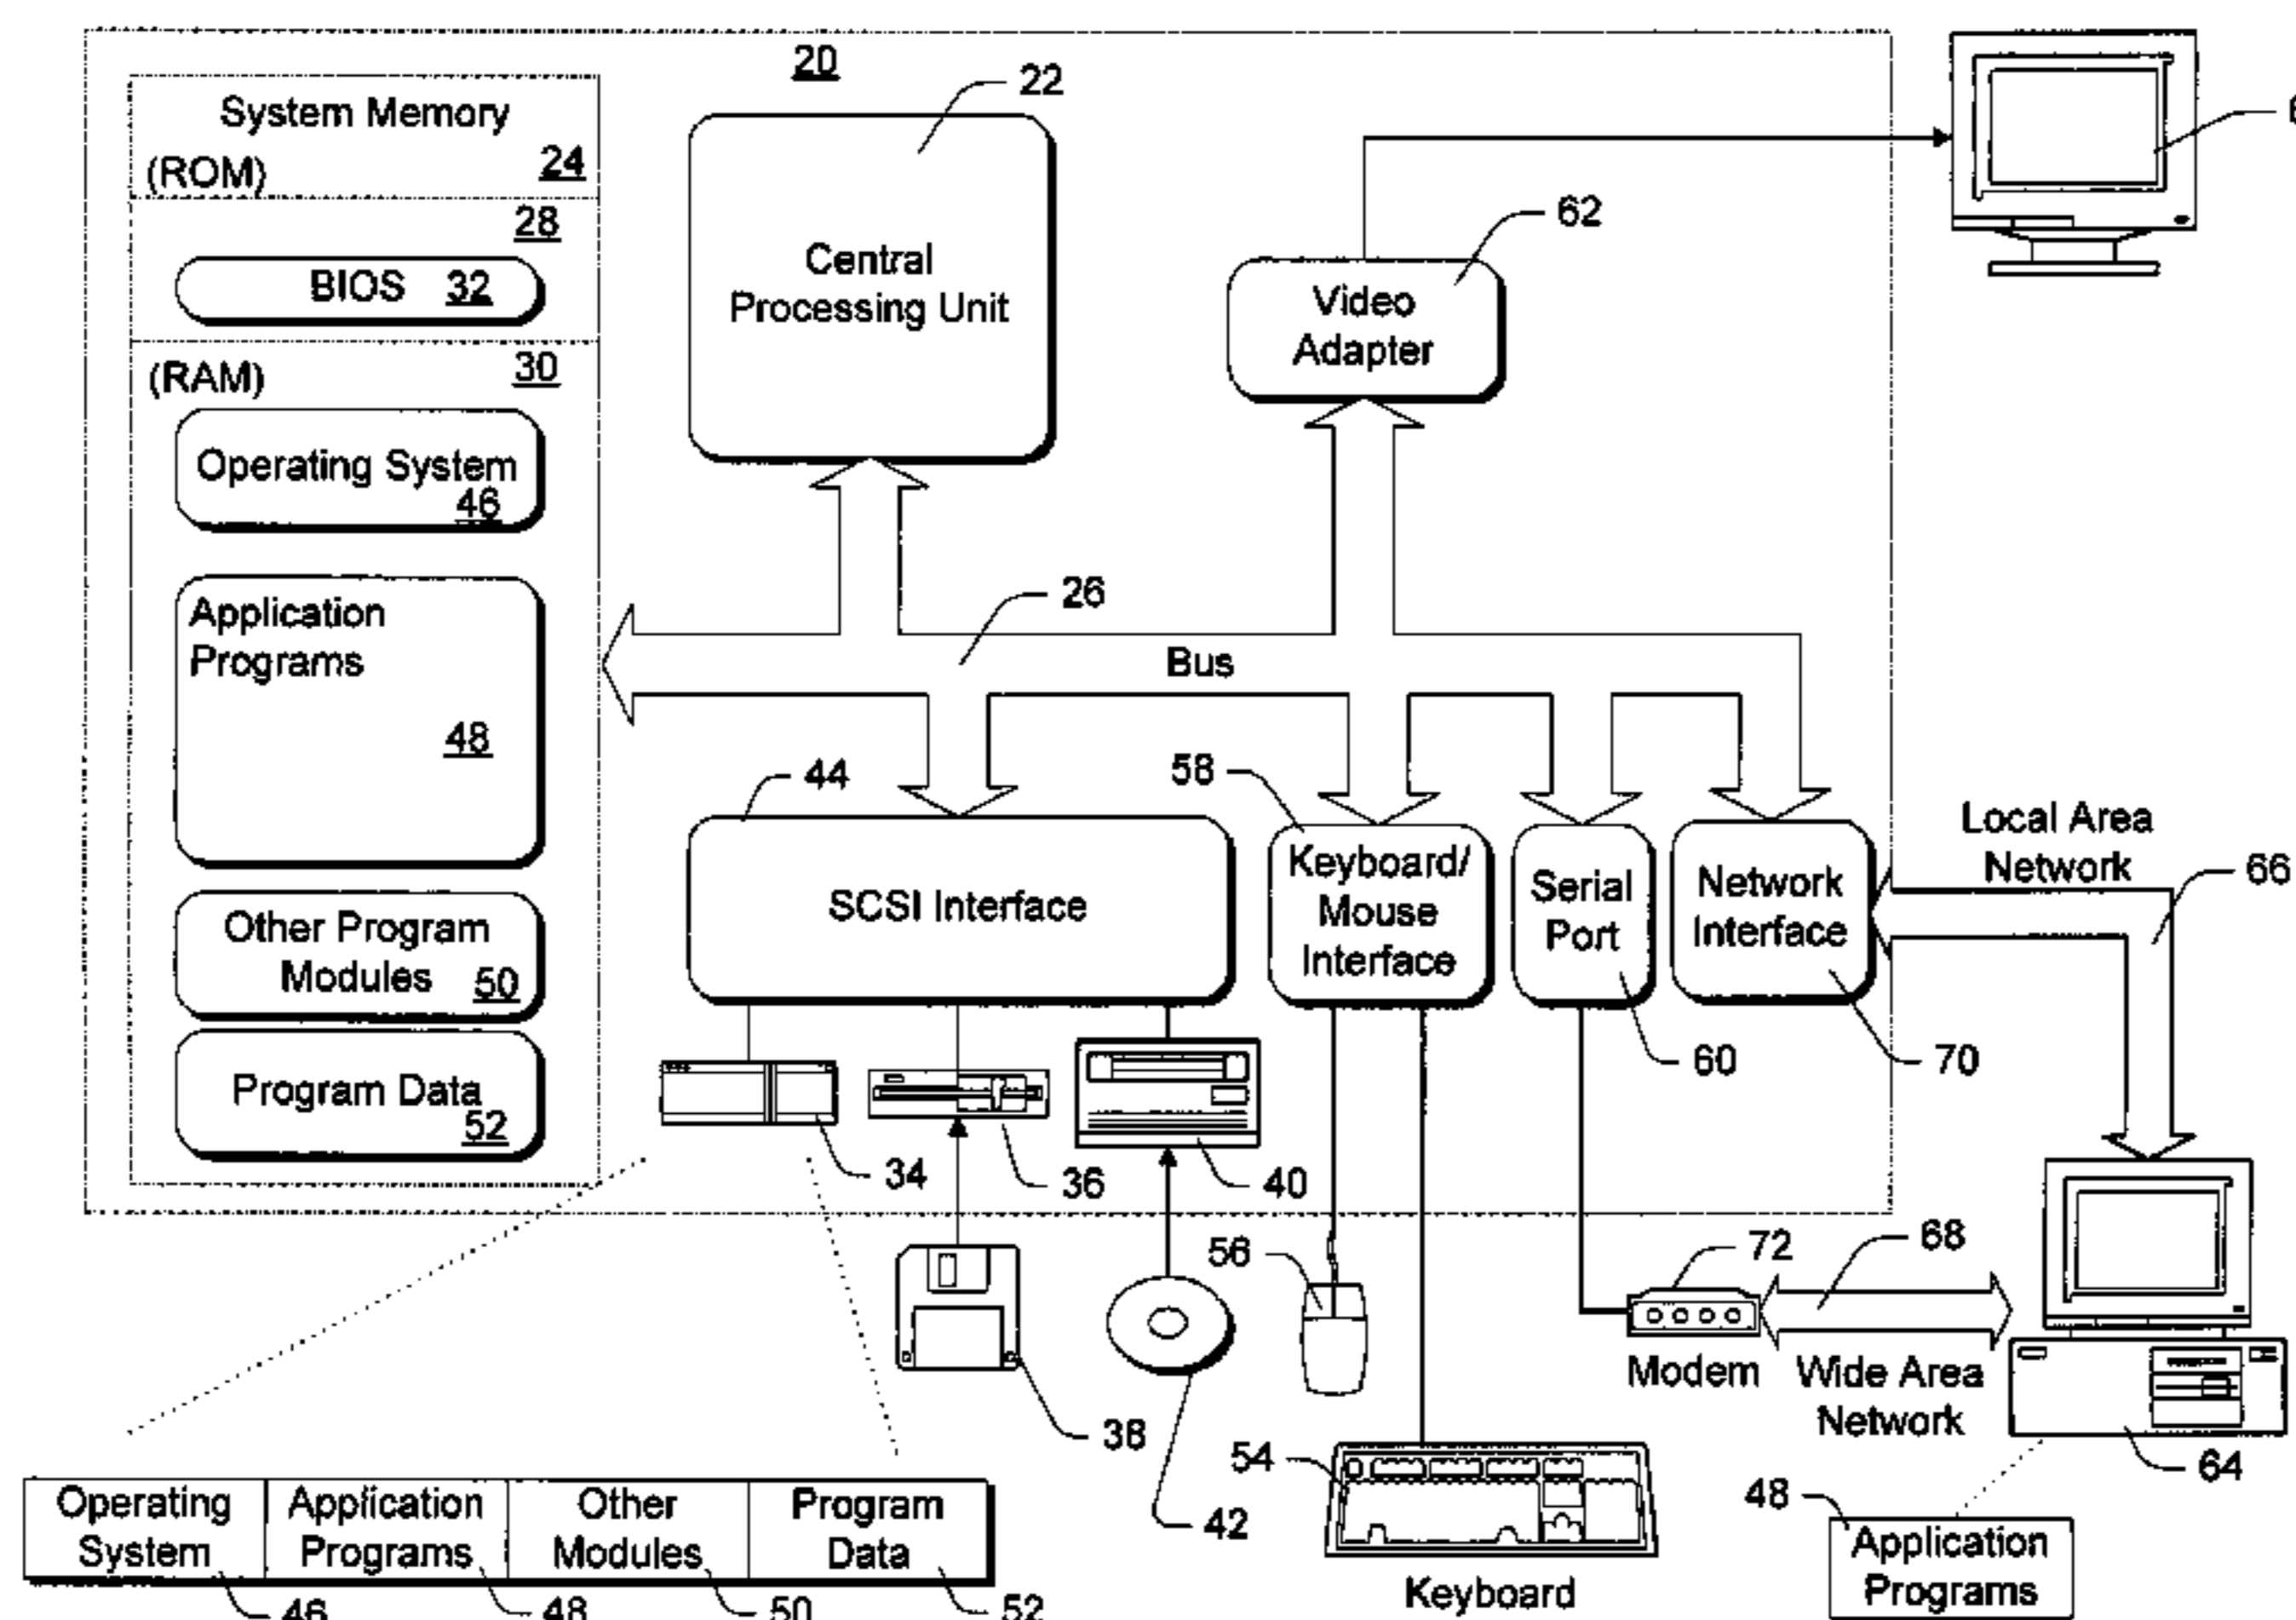 20
System Memory
(ROM) 24
28
BIOS 32
(RAM) 30
Operating System
46
Application
Programs
48
Other Program
Modules 50
Program Data
52
22
Central
Processing Unit
62
Video
Adapter
26
Bus
44
SCSI Interface
58
Keyboard/
Mouse
Interface
Serial
Port
60
Network
Interface
70
Local Area
Network
66
34
36
40
38
42
56
54
Keyboard
72
Modem
68
Wide Area
Network
64
48
Application
Programs
Operating
System
46
Application
Programs
48
Other
Modules
50
Program
Data
52